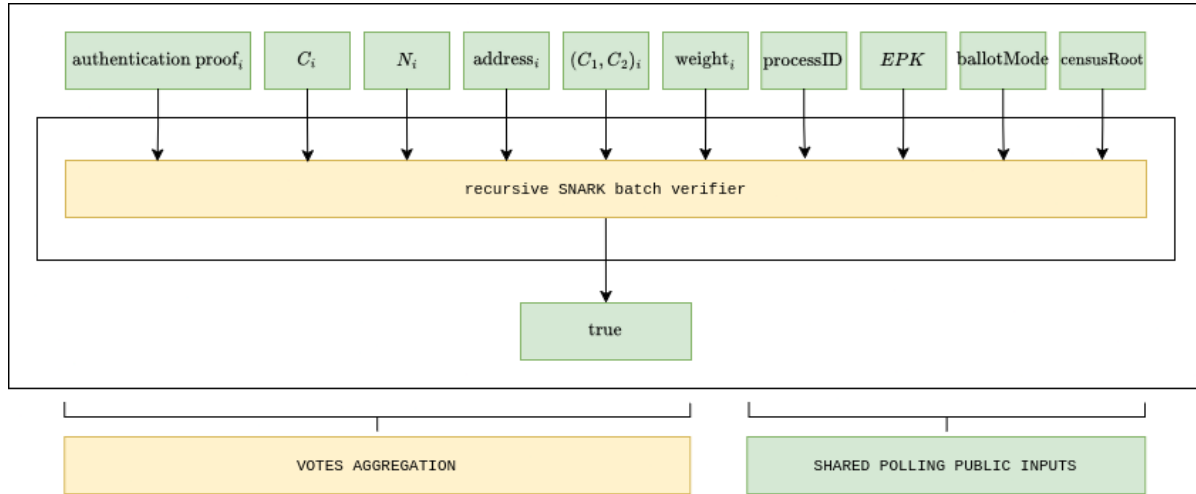 authentication proof_i
C_i
N_i
address_i
(C_1, C_2)_i
weight_i
processID
EPK
ballotMode
censusRoot
recursive SNARK batch verifier
true
VOTES AGGREGATION
SHARED POLLING PUBLIC INPUTS